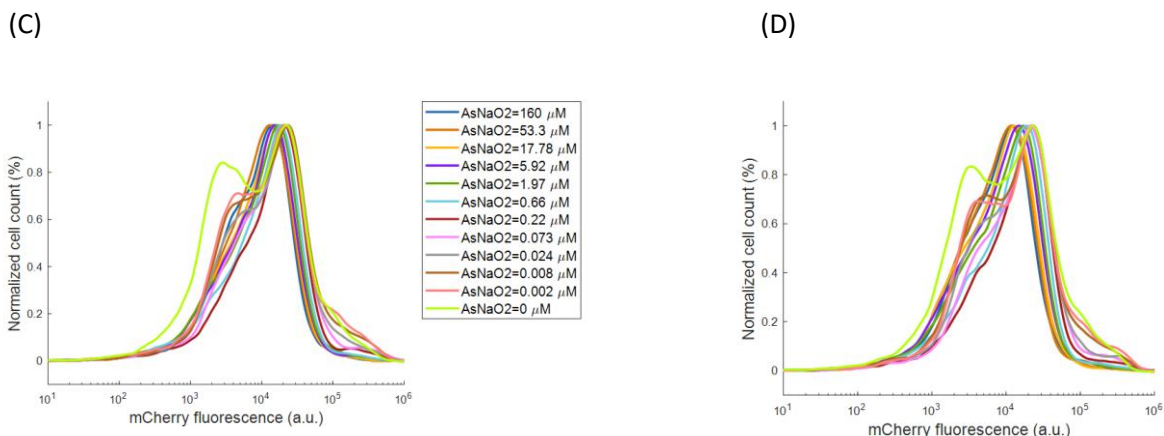 (C)
(D)
Normalized cell count (%)
1
0.8
0.6
0.4
0.2
0
10^1 10^2 10^3 10^4 10^5 10^6
mCherry fluorescence (a.u.)
AsNaO2=160 μM
AsNaO2=53.3 μM
AsNaO2=17.78 μM
AsNaO2=5.92 μM
AsNaO2=1.97 μM
AsNaO2=0.66 μM
AsNaO2=0.22 μM
AsNaO2=0.073 μM
AsNaO2=0.024 μM
AsNaO2=0.008 μM
AsNaO2=0.002 μM
AsNaO2=0 μM
Normalized cell count (%)
1
0.8
0.6
0.4
0.2
0
10^1 10^2 10^3 10^4 10^5 10^6
mCherry fluorescence (a.u.)